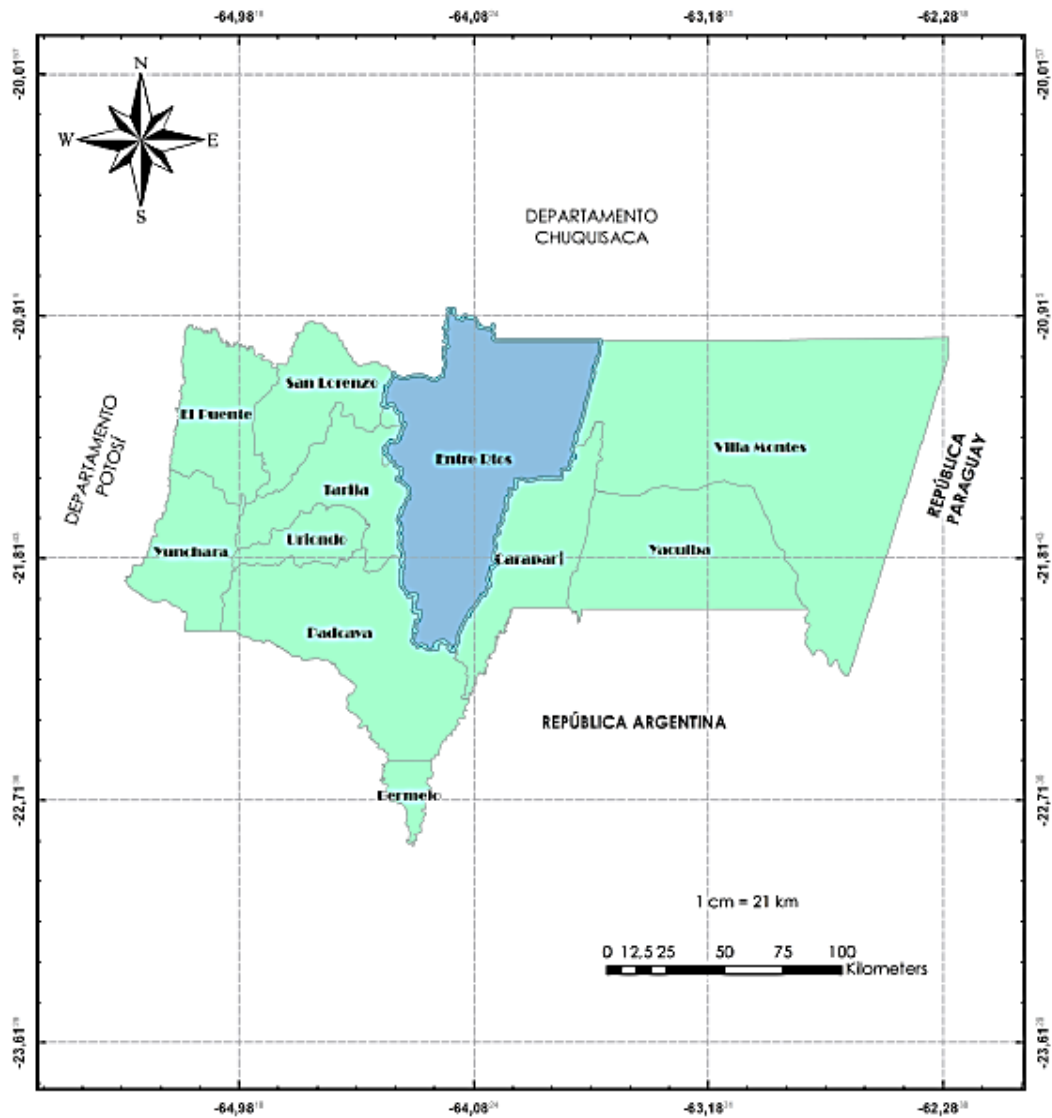 -64,98 -64,08 -63,18 -62,28
-20,01 -20,01
N
W E
S
DEPARTAMENTO
CHUQUISACA
-20,91 -20,91
San Lorenzo
El Puente
DEPARTAMENTO
POTOSÍ
Entre Ríos
Villa Montes
REPÚBLICA
PARAGUAY
Tarija
Uriondo
Yunchara
Carapari
Yacuiba
-21,81 -21,81
Padcaya
REPÚBLICA ARGENTINA
-22,71 -22,71
Bermejo
1 cm = 21 km
0 12,5 25 50 75 100
Kilometers
-23,61 -23,61
-64,98 -64,08 -63,18 -62,28